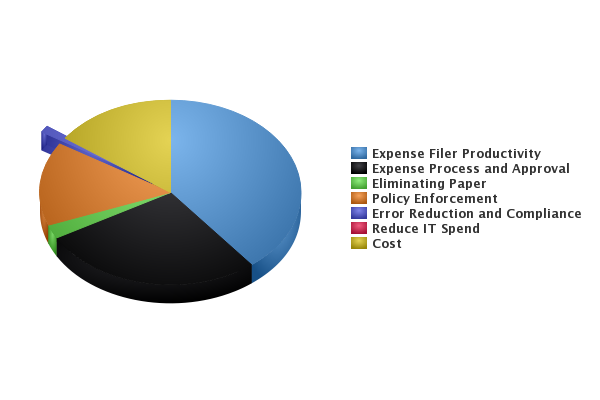 Expense Filer Productivity
Expense Process and Approval
Eliminating Paper
Policy Enforcement
Error Reduction and Compliance
Reduce IT Spend
Cost